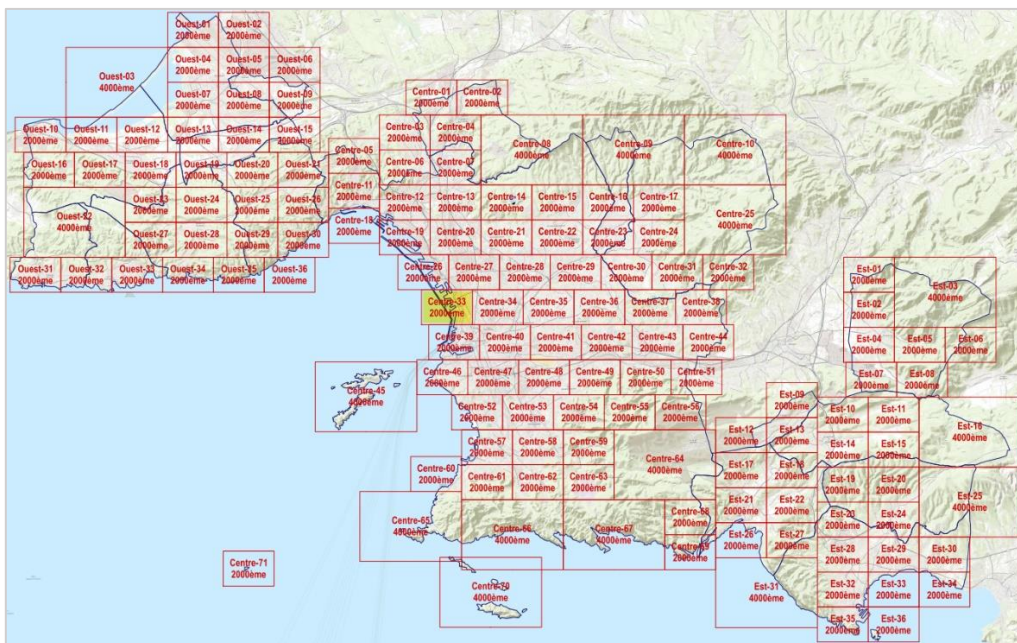 Ouest-01
2000ème
Ouest-02
2000ème
Ouest-03
4000ème
Ouest-04
2000ème
Ouest-05
2000ème
Ouest-06
2000ème
Ouest-07
2000ème
Ouest-08
2000ème
Ouest-09
2000ème
Ouest-10
2000ème
Ouest-11
2000ème
Ouest-12
2000ème
Ouest-13
2000ème
Ouest-14
2000ème
Ouest-15
2000ème
Ouest-16
2000ème
Ouest-17
2000ème
Ouest-18
2000ème
Ouest-19
2000ème
Ouest-20
2000ème
Ouest-21
2000ème
Ouest-22
4000ème
Ouest-23
2000ème
Ouest-24
2000ème
Ouest-25
2000ème
Ouest-26
2000ème
Ouest-27
2000ème
Ouest-28
2000ème
Ouest-29
2000ème
Ouest-30
2000ème
Ouest-31
2000ème
Ouest-32
2000ème
Ouest-33
2000ème
Ouest-34
2000ème
Ouest-35
2000ème
Ouest-36
2000ème
Centre-01
2000ème
Centre-02
2000ème
Centre-03
2000ème
Centre-04
2000ème
Centre-05
2000ème
Centre-06
2000ème
Centre-07
2000ème
Centre-08
4000ème
Centre-09
4000ème
Centre-10
4000ème
Centre-11
2000ème
Centre-12
2000ème
Centre-13
2000ème
Centre-14
2000ème
Centre-15
2000ème
Centre-16
2000ème
Centre-17
2000ème
Centre-18
2000ème
Centre-19
2000ème
Centre-20
2000ème
Centre-21
2000ème
Centre-22
2000ème
Centre-23
2000ème
Centre-24
2000ème
Centre-25
4000ème
Centre-26
2000ème
Centre-27
2000ème
Centre-28
2000ème
Centre-29
2000ème
Centre-30
2000ème
Centre-31
2000ème
Centre-32
2000ème
Centre-33
2000ème
Centre-34
2000ème
Centre-35
2000ème
Centre-36
2000ème
Centre-37
2000ème
Centre-38
2000ème
Centre-39
2000ème
Centre-40
2000ème
Centre-41
2000ème
Centre-42
2000ème
Centre-43
2000ème
Centre-44
2000ème
Centre-45
4000ème
Centre-46
2000ème
Centre-47
2000ème
Centre-48
2000ème
Centre-49
2000ème
Centre-50
2000ème
Centre-51
2000ème
Centre-52
2000ème
Centre-53
2000ème
Centre-54
2000ème
Centre-55
2000ème
Centre-56
2000ème
Centre-57
2000ème
Centre-58
2000ème
Centre-59
2000ème
Centre-60
2000ème
Centre-61
2000ème
Centre-62
2000ème
Centre-63
2000ème
Centre-64
4000ème
Centre-65
4000ème
Centre-66
4000ème
Centre-67
4000ème
Centre-68
2000ème
Centre-69
2000ème
Centre-70
4000ème
Centre-71
2000ème
Est-01
2000ème
Est-02
2000ème
Est-03
4000ème
Est-04
2000ème
Est-05
2000ème
Est-06
2000ème
Est-07
2000ème
Est-08
2000ème
Est-09
2000ème
Est-10
2000ème
Est-11
2000ème
Est-12
2000ème
Est-13
2000ème
Est-14
2000ème
Est-15
2000ème
Est-16
4000ème
Est-17
2000ème
Est-18
2000ème
Est-19
2000ème
Est-20
2000ème
Est-21
2000ème
Est-22
2000ème
Est-23
2000ème
Est-24
2000ème
Est-25
4000ème
Est-26
2000ème
Est-27
2000ème
Est-28
2000ème
Est-29
2000ème
Est-30
2000ème
Est-31
4000ème
Est-32
2000ème
Est-33
2000ème
Est-34
2000ème
Est-35
2000ème
Est-36
2000ème